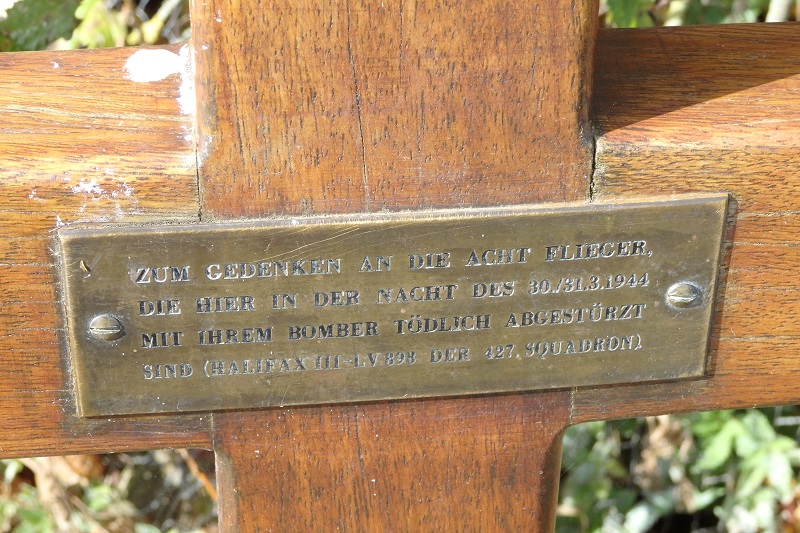 ZUM GEDENKEN AN DIE ACHT FLIEGER,
DIE HIER IN DER NACHT DES 30./31.3.1944
MIT IHREM BOMBER TÖDLICH ABGESTÜRZT
SIND (HALIFAX III-LV 898 DER 427. SQUADRON).